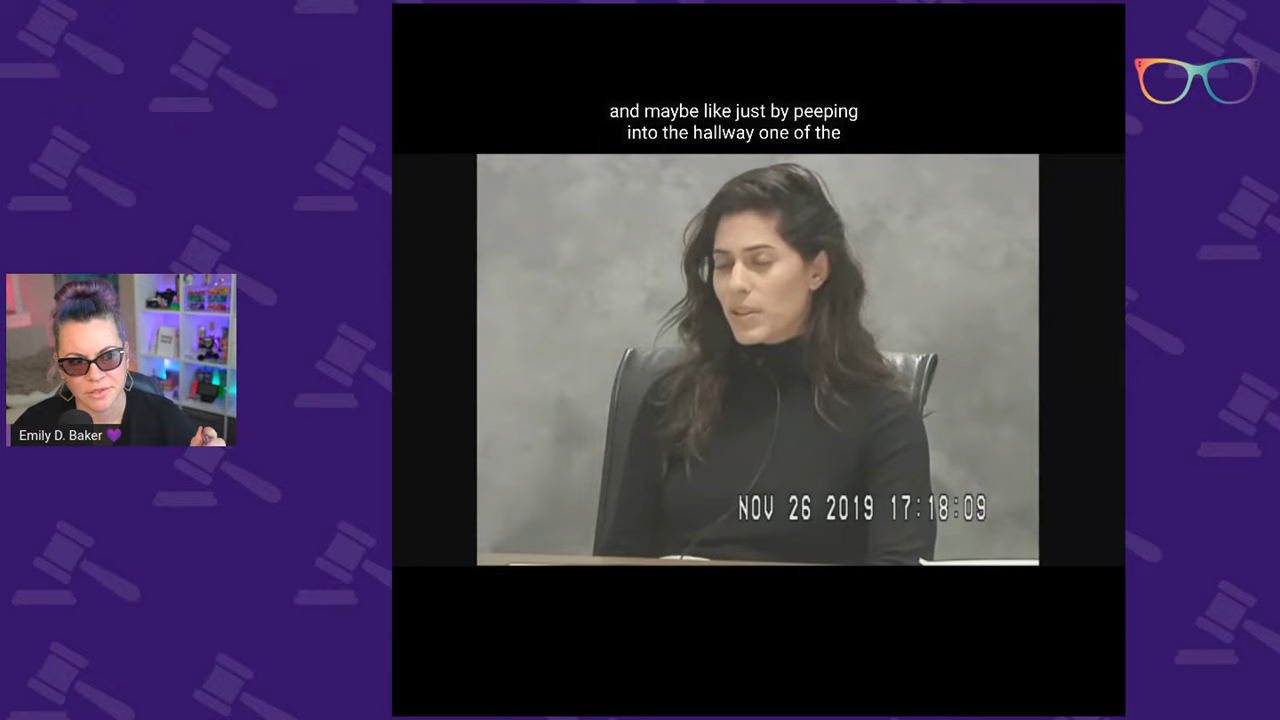 and maybe like just by peeping
into the hallway one of the
NOV 26 2019 17:18:09
Emily D. Baker 💜